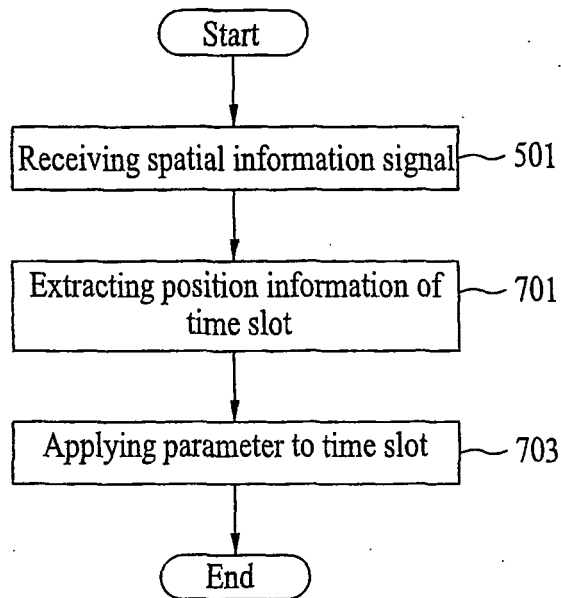 Start
Receiving spatial information signal
501
Extracting position information of
time slot
701
Applying parameter to time slot
703
End